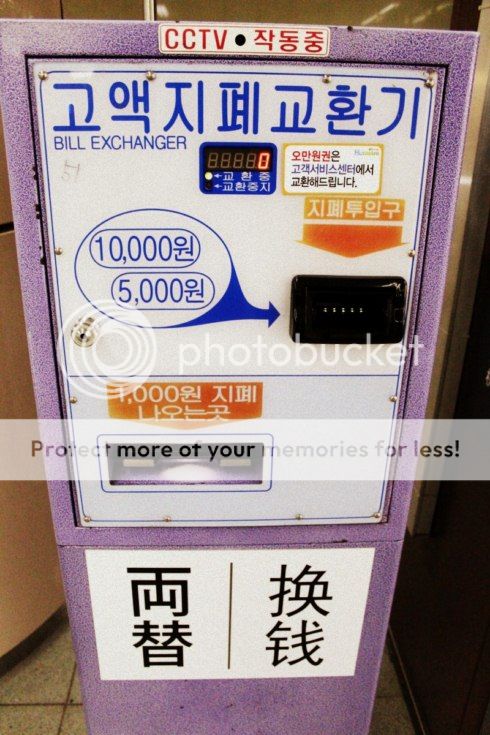 CCTV • 작동중
고액지폐교환기
BILL EXCHANGER
0
←교 환 중
←교환중지
오만원권은
고객서비스센터에서
교환해드립니다.
지폐투입구
10,000원
5,000원
photobucket
1,000원 지폐
나오는곳
Protect more of your memories for less!
両替
换钱